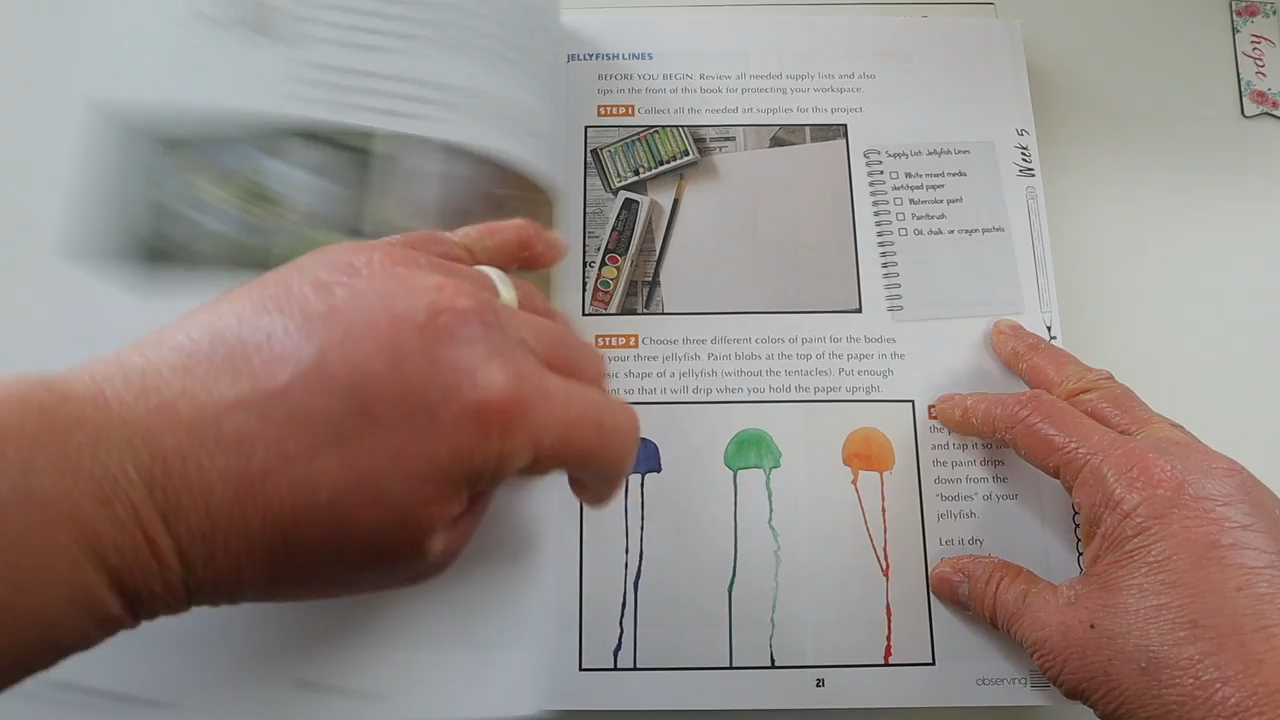 JELLYFISH LINES
BEFORE YOU BEGIN: Review all needed supply lists and also
tips in the front of this book for protecting your workspace.
STEP 1 Collect all the needed art supplies for this project.
Supply List: Jellyfish Lines
White mixed media
sketchpad paper
Watercolor paint
Paintbrush
Oil, chalk, or crayon pastels
Week 5
STEP 2 Choose three different colors of paint for the bodies
your three jellyfish. Paint blobs at the top of the paper in the
shape of a jellyfish (without the tentacles). Put enough
so that it will drip when you hold the paper upright.
the
and tap it so
the paint drips
down from the
"bodies" of your
jellyfish.
Let it dry
21
observing
hope